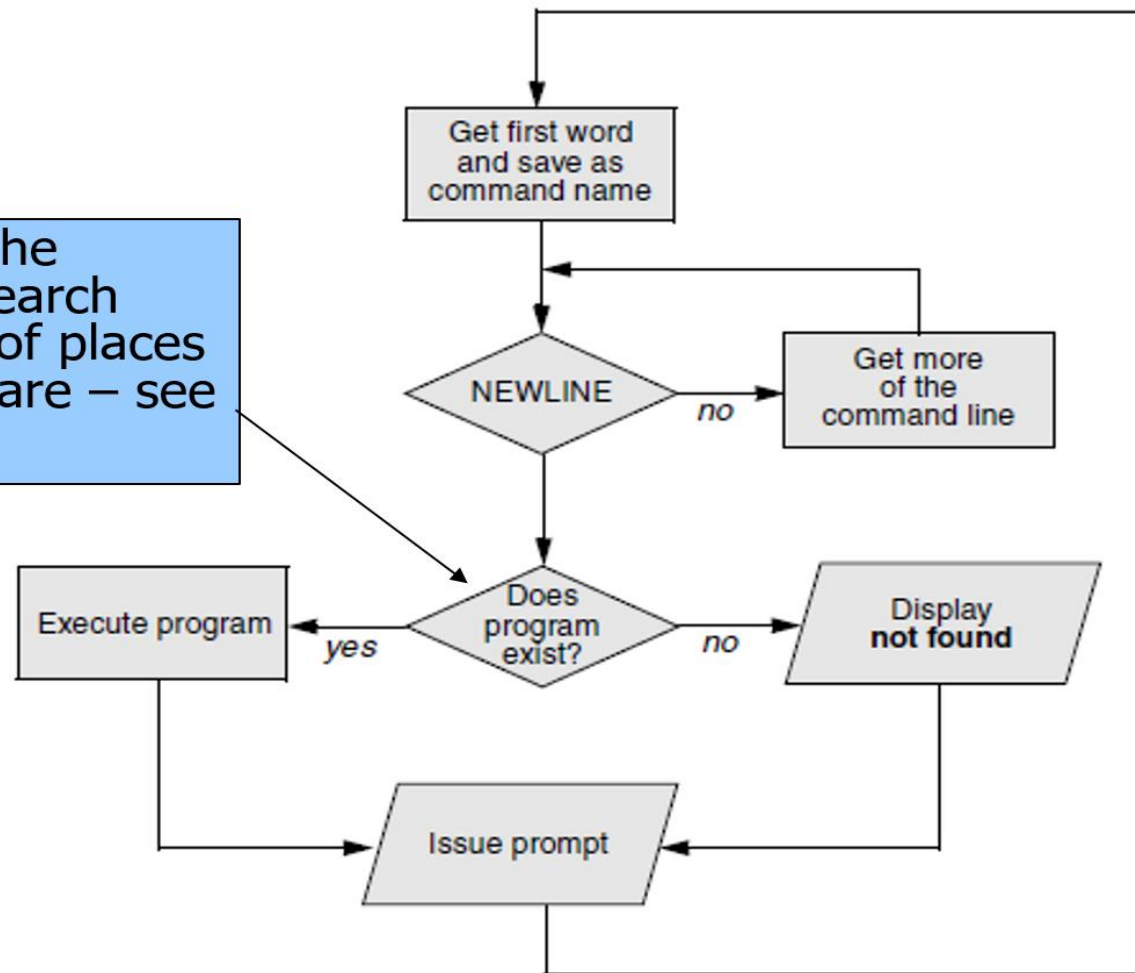 Get first word
and save as
command name
he
earch
of places
are – see
NEWLINE
no
Get more
of the
command line
Execute program
yes
Does
program
exist?
no
Display
not found
Issue prompt